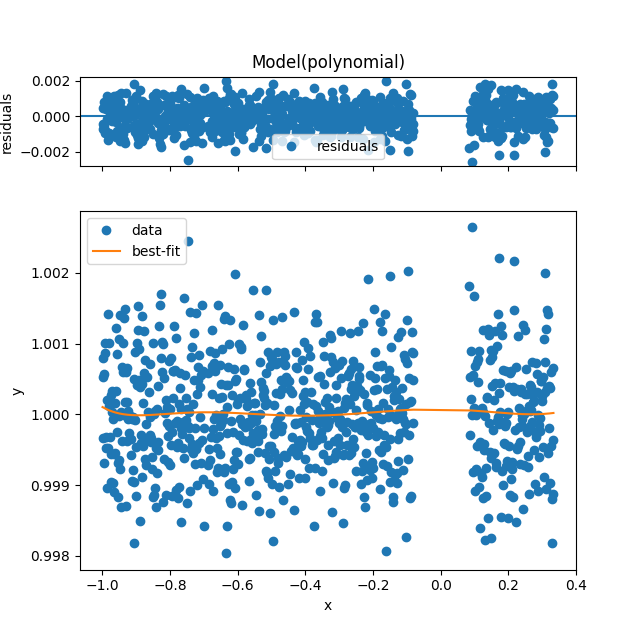 Model(polynomial)
residuals
0.002
0.000
−0.002
residuals
y
data
best-fit
1.002
1.001
1.000
0.999
0.998
−1.0 −0.8 −0.6 −0.4 −0.2 0.0 0.2 0.4
x